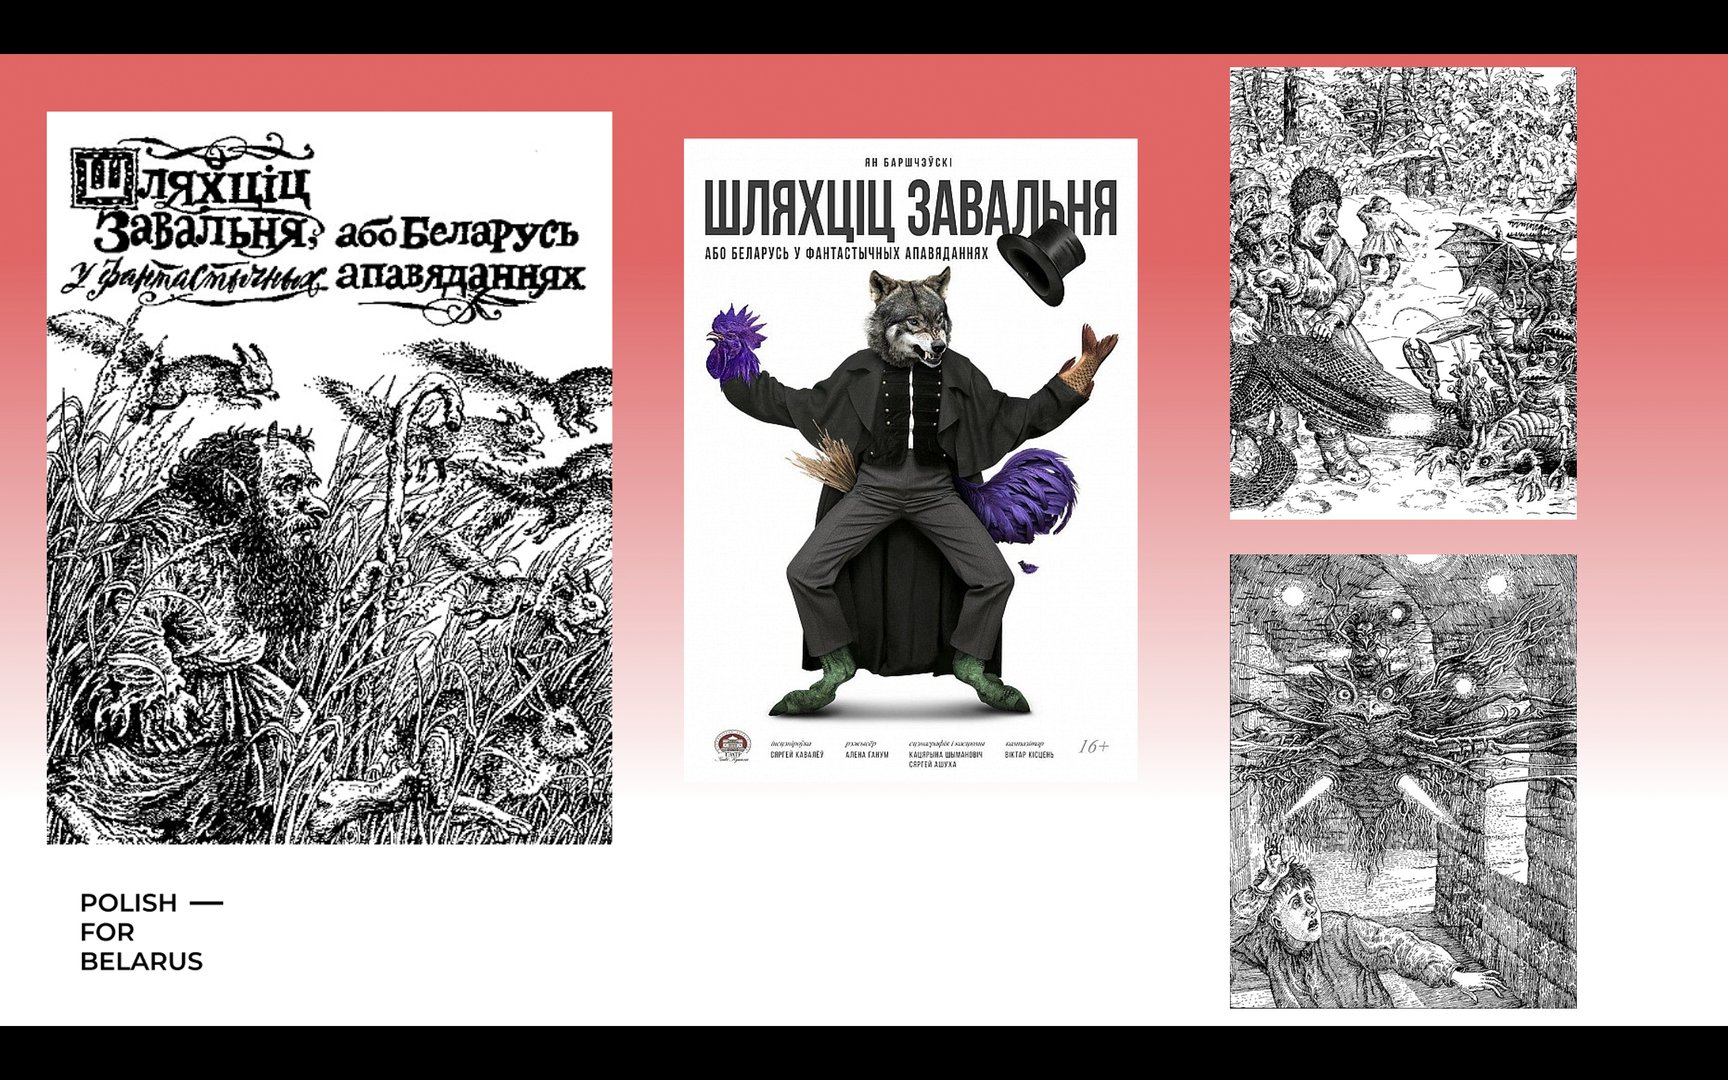 Шляхціц
Завальня, або Беларусь
у фантастычных апавяданнях
ЯН БАРШЧЭЎСКІ
ШЛЯХЦІЦ ЗАВАЛЬНЯ
АБО БЕЛАРУСЬ У ФАНТАСТЫЧНЫХ АПАВЯДАННЯХ
інсцэніроўка
СЯРГЕЙ КАВАЛЁЎ
рэжысёр
АЛЕНА ГАНУМ
сцэнаграфія і касцюмы
КАЦЯРЫНА ШЫМАНОВІЧ
СЯРГЕЙ АШУХА
кампазітар
ВІКТАР КІСЦЕНЬ
16+
POLISH —
FOR
BELARUS